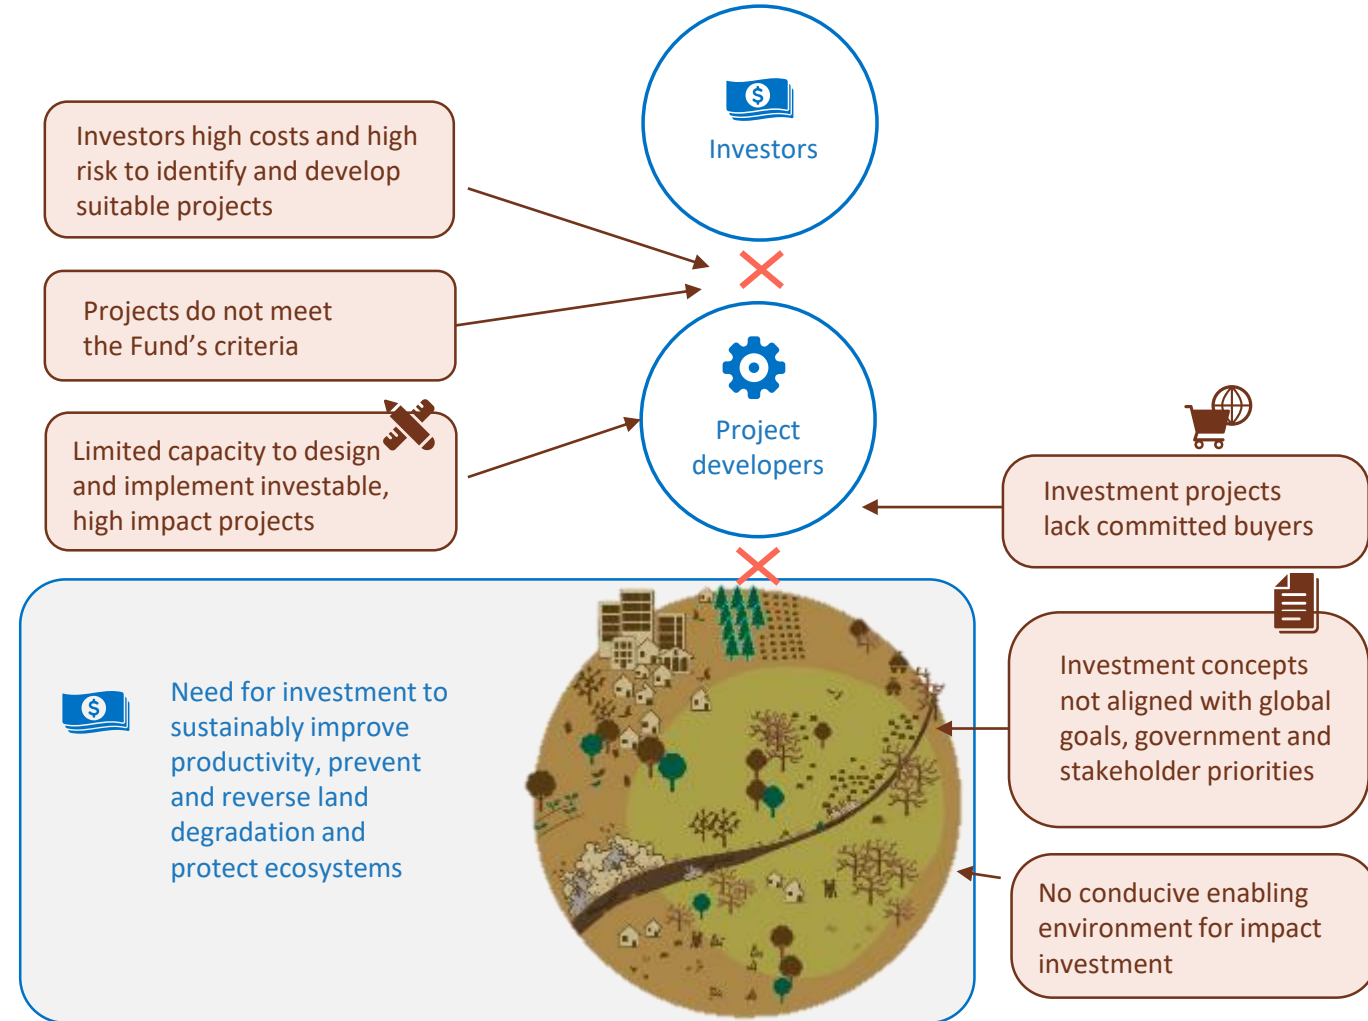 Investors
Investors high costs and high
risk to identify and develop
suitable projects
Projects do not meet
the Fund's criteria
Limited capacity to design
and implement investable,
high impact projects
Project
developers
Investment projects
lack committed buyers
Investment concepts
not aligned with global
goals, government and
stakeholder priorities
No conducive enabling
environment for impact
investment
Need for investment to
sustainably improve
productivity, prevent
and reverse land
degradation and
protect ecosystems